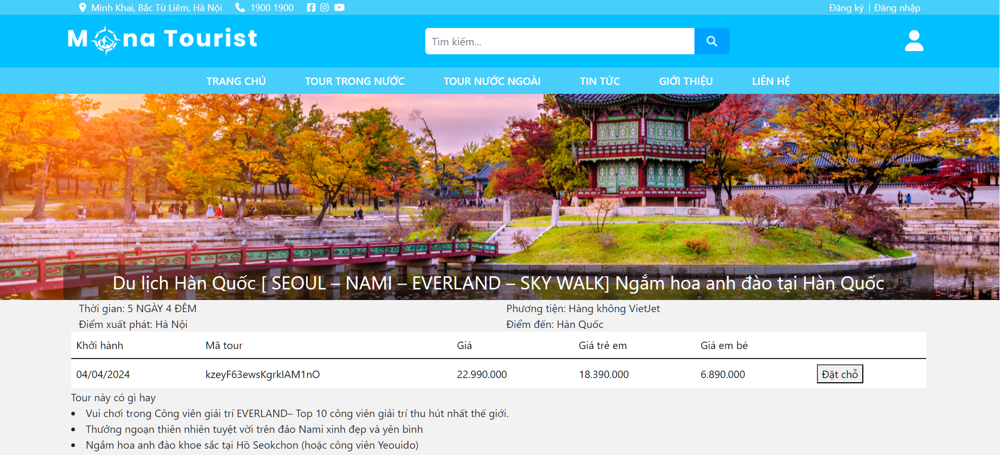 Minh Khai, Bắc Từ Liêm, Hà Nội 1900 1900 Đăng ký Đăng nhập
Mona Tourist
Tìm kiếm...
TRANG CHỦ TOUR TRONG NƯỚC TOUR NƯỚC NGOÀI TIN TỨC GIỚI THIỆU LIÊN HỆ
Du lịch Hàn Quốc [ SEOUL – NAMI – EVERLAND – SKY WALK] Ngắm hoa anh đào tại Hàn Quốc
Thời gian: 5 NGÀY 4 ĐÊM Phương tiện: Hàng không VietJet
Điểm xuất phát: Hà Nội Điểm đến: Hàn Quốc
Khởi hành Mã tour Giá Giá trẻ em Giá em bé
04/04/2024 kzeyF63ewsKgrkIAM1nO 22.990.000 18.390.000 6.890.000 Đặt chỗ
Tour này có gì hay
• Vui chơi trong Công viên giải trí EVERLAND– Top 10 công viên giải trí thu hút nhất thế giới.
• Thưởng ngoạn thiên nhiên tuyệt vời trên đảo Nami xinh đẹp và yên bình
• Ngắm hoa anh đào khoe sắc tại Hồ Seokchon (hoặc công viên Yeouido)